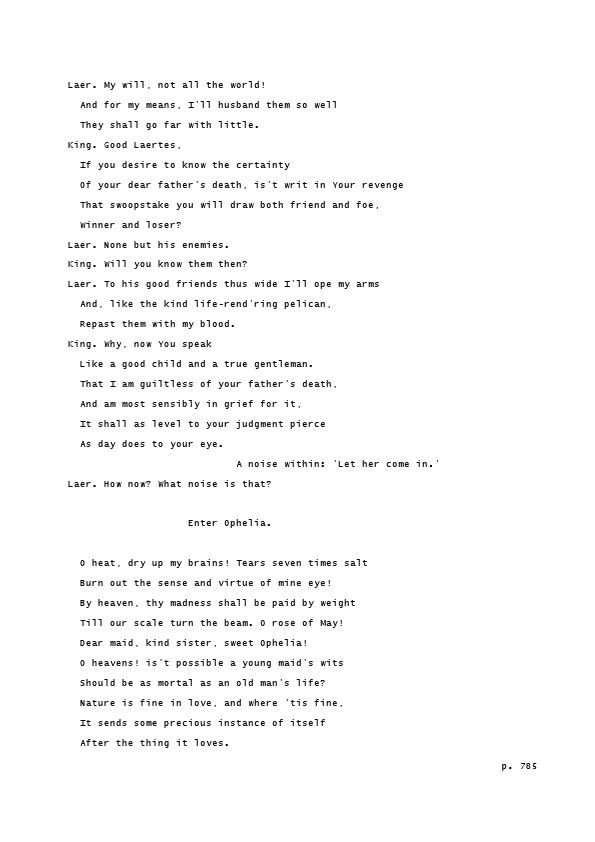 Laer. My will, not all the world!
And for my means, I'll husband them so well
They shall go far with little.
King. Good Laertes,
If you desire to know the certainty
Of your dear father's death, is't writ in Your revenge
That swoopstake you will draw both friend and foe,
Winner and loser?
Laer. None but his enemies.
King. Will you know them then?
Laer. To his good friends thus wide I'll ope my arms
And, like the kind life-rend'ring pelican,
Repast them with my blood.
King. Why, now You speak
Like a good child and a true gentleman.
That I am guiltless of your father's death,
And am most sensibly in grief for it,
It shall as level to your judgment pierce
As day does to your eye.
A noise within: 'Let her come in.'
Laer. How now? What noise is that?
Enter Ophelia.
O heat, dry up my brains! Tears seven times salt
Burn out the sense and virtue of mine eye!
By heaven, thy madness shall be paid by weight
Till our scale turn the beam. O rose of May!
Dear maid, kind sister, sweet Ophelia!
O heavens! is't possible a young maid's wits
Should be as mortal as an old man's life?
Nature is fine in love, and where 'tis fine,
It sends some precious instance of itself
After the thing it loves.
p. 785